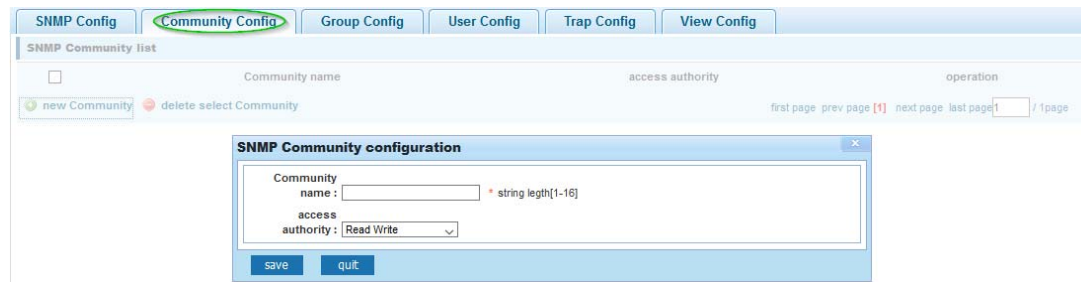 SNMP Config Community Config Group Config User Config Trap Config View Config
SNMP Community list
Community name access authority operation
new Community delete select Community first page prev page [1] next page last page 1 / 1page
SNMP Community configuration
Community
name : * string legth[1-16]
access
authority : Read Write
save quit